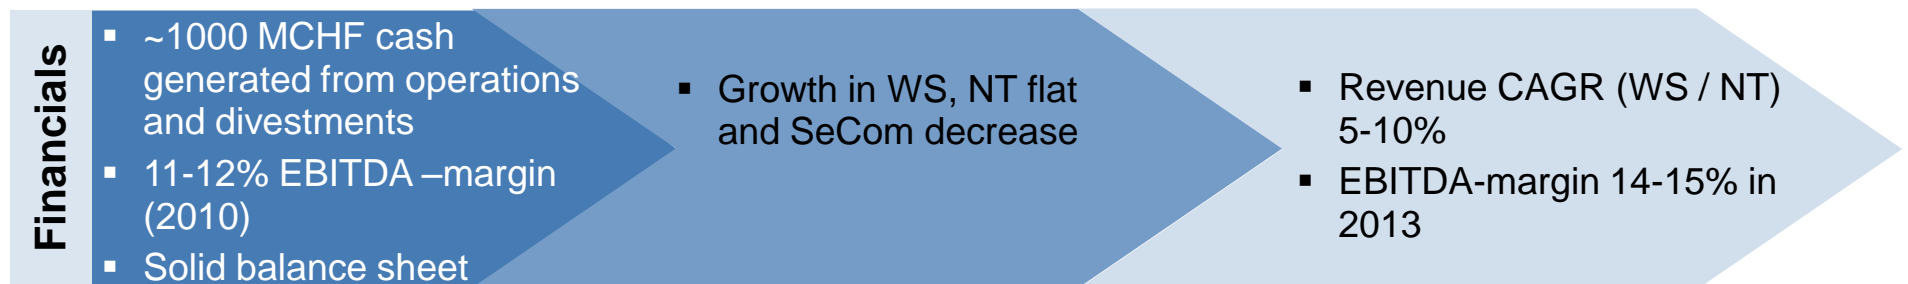 Financials
▪ ~1000 MCHF cash
generated from operations
and divestments
▪ 11-12% EBITDA –margin
(2010)
▪ Solid balance sheet
▪ Growth in WS, NT flat
and SeCom decrease
▪ Revenue CAGR (WS / NT)
5-10%
▪ EBITDA-margin 14-15% in
2013